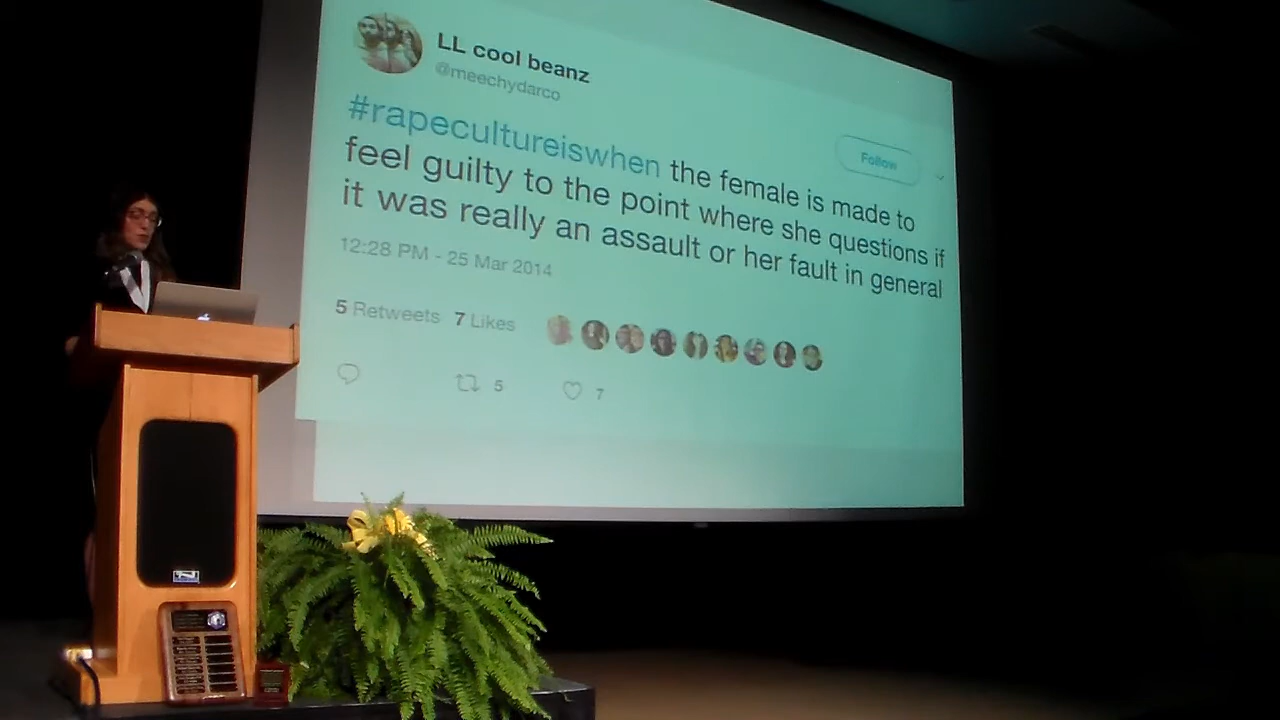 LL cool beanz
@meechydarco
Follow
#rapecultureiswhen the female is made to
feel guilty to the point where she questions if
it was really an assault or her fault in general
12:28 PM - 25 Mar 2014
5 Retweets 7 Likes
5 7